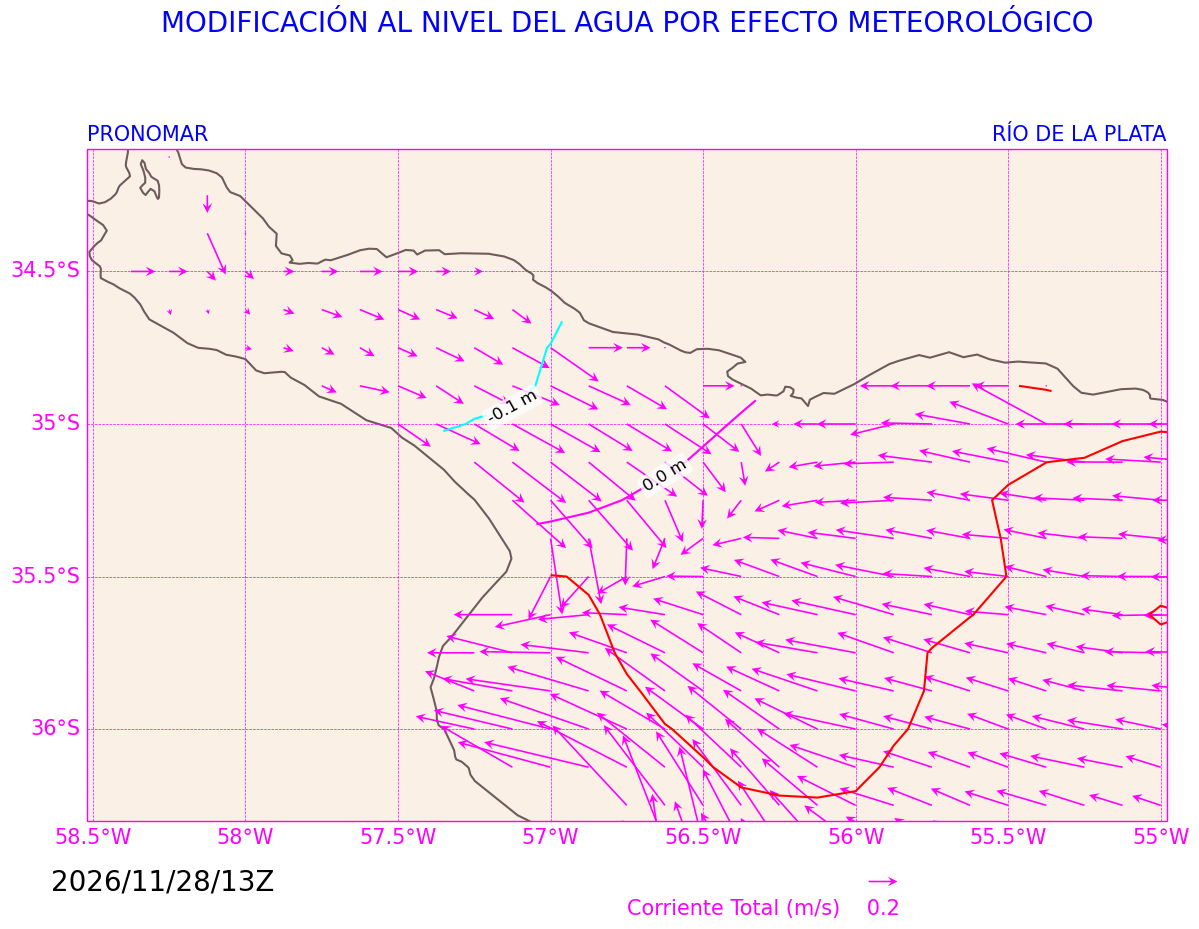 MODIFICACIÓN AL NIVEL DEL AGUA POR EFECTO METEOROLÓGICO
PRONOMAR
RÍO DE LA PLATA
34.5°S
-0.1 m
35°S
0.0 m
35.5°S
36°S
58.5°W 58°W 57.5°W 57°W 56.5°W 56°W 55.5°W 55°W
2026/11/28/13Z
Corriente Total (m/s) 0.2